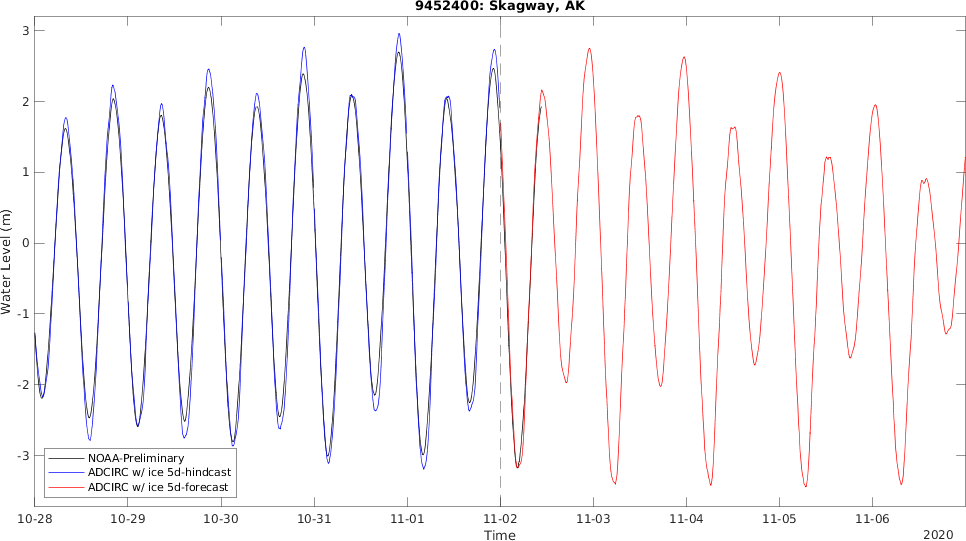 9452400: Skagway, AK
3
2
1
0
-1
-2
-3
Water Level (m)
NOAA-Preliminary
ADCIRC w/ ice 5d-hindcast
ADCIRC w/ ice 5d-forecast
10-28 10-29 10-30 10-31 11-01 11-02 11-03 11-04 11-05 11-06
Time
2020